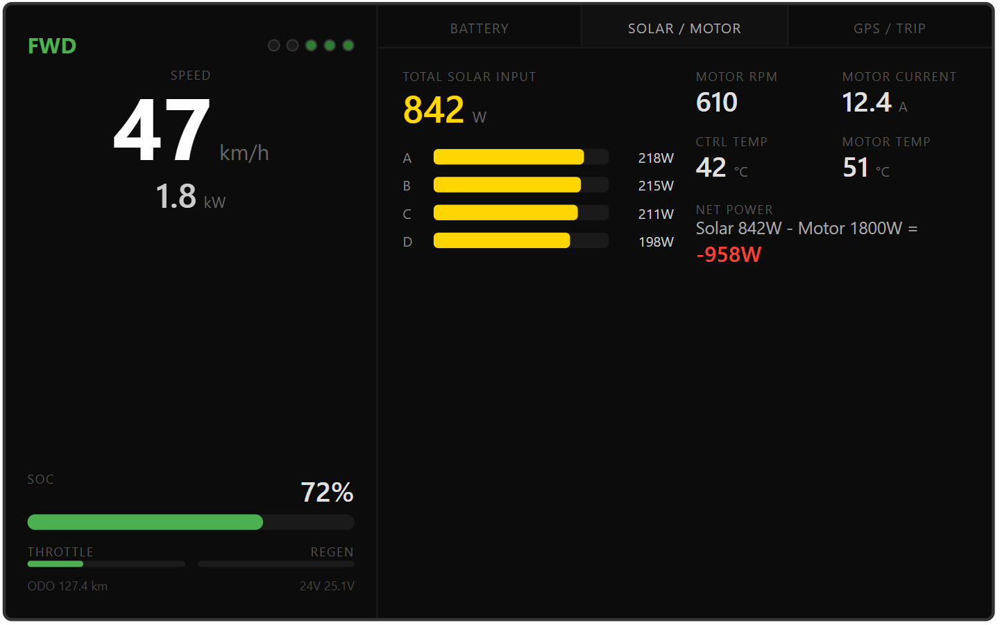 FWD
SPEED
47 km/h
1.8 kW
SOC
72%
THROTTLE REGEN
ODO 127.4 km 24V 25.1V
BATTERY SOLAR / MOTOR GPS / TRIP
TOTAL SOLAR INPUT
842 W
A 218W
B 215W
C 211W
D 198W
MOTOR RPM
610
MOTOR CURRENT
12.4 A
CTRL TEMP
42 °C
MOTOR TEMP
51 °C
NET POWER
Solar 842W - Motor 1800W =
-958W